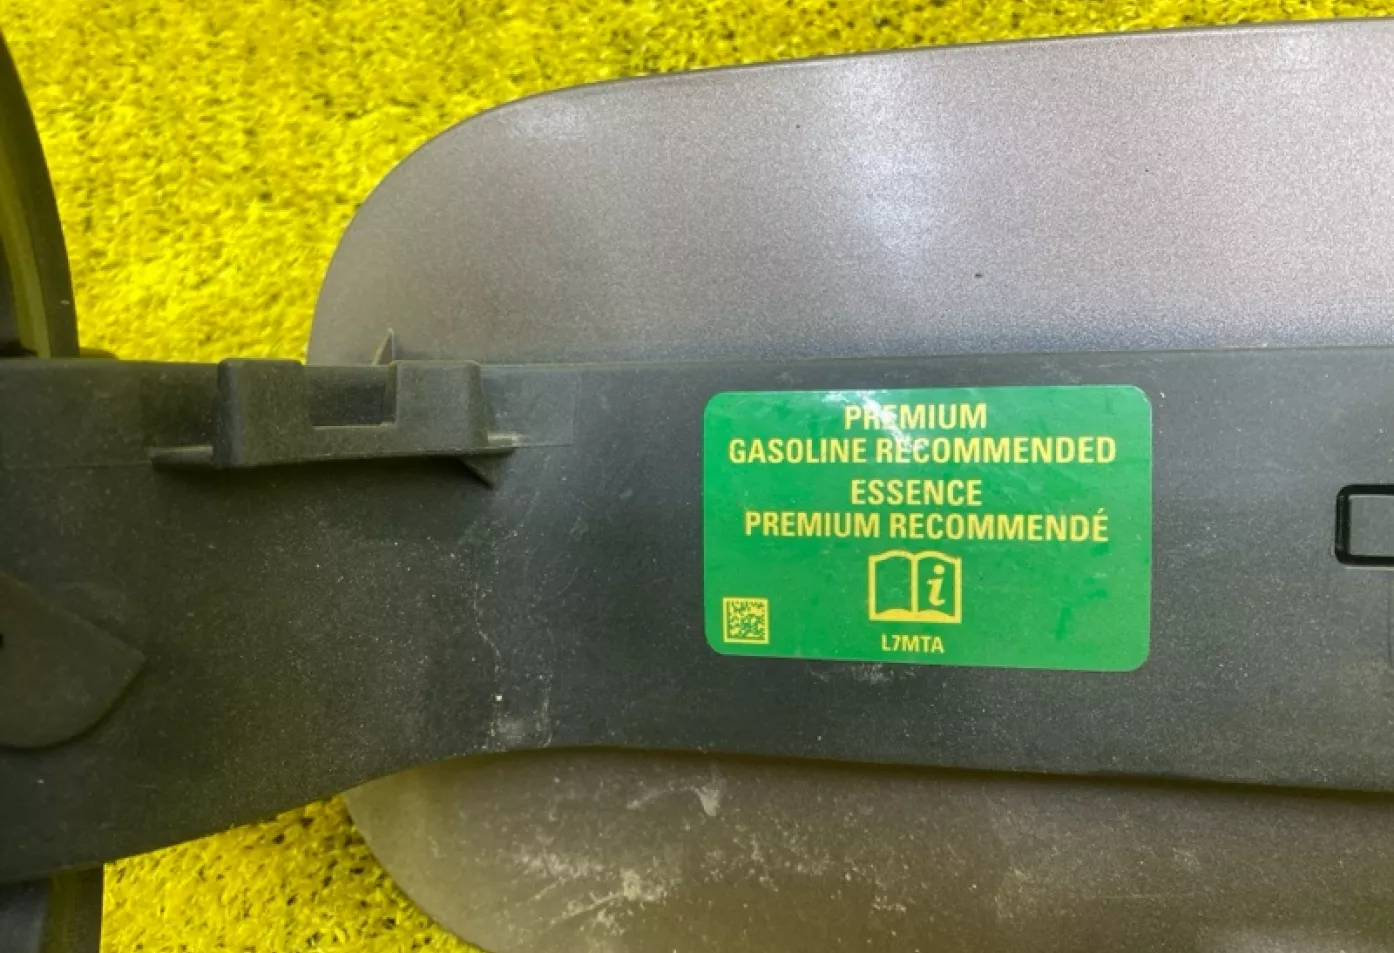 PREMIUM
GASOLINE RECOMMENDED
ESSENCE
PREMIUM RECOMMENDÉ
i
L7MTA